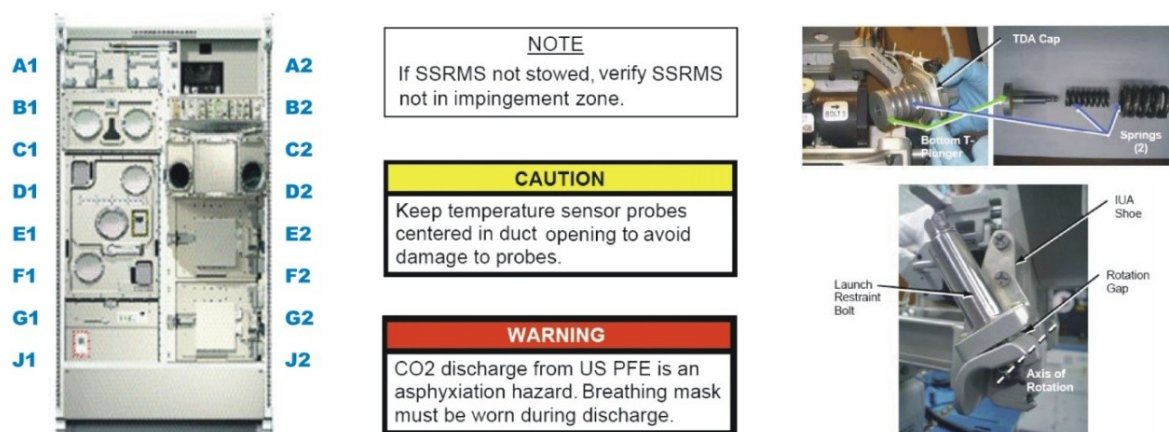 A1
B1
C1
D1
E1
F1
G1
J1
A2
B2
C2
D2
E2
F2
G2
J2
NOTE
If SSRMS not stowed, verify SSRMS
not in impingement zone.
CAUTION
Keep temperature sensor probes
centered in duct opening to avoid
damage to probes.
WARNING
CO2 discharge from US PFE is an
asphyxiation hazard. Breathing mask
must be worn during discharge.
TDA Cap
BOLT 1
Bottom T-
Plunger
Springs
(2)
IUA
Shoe
Rotation
Gap
Launch
Restraint
Bolt
Axis of
Rotation